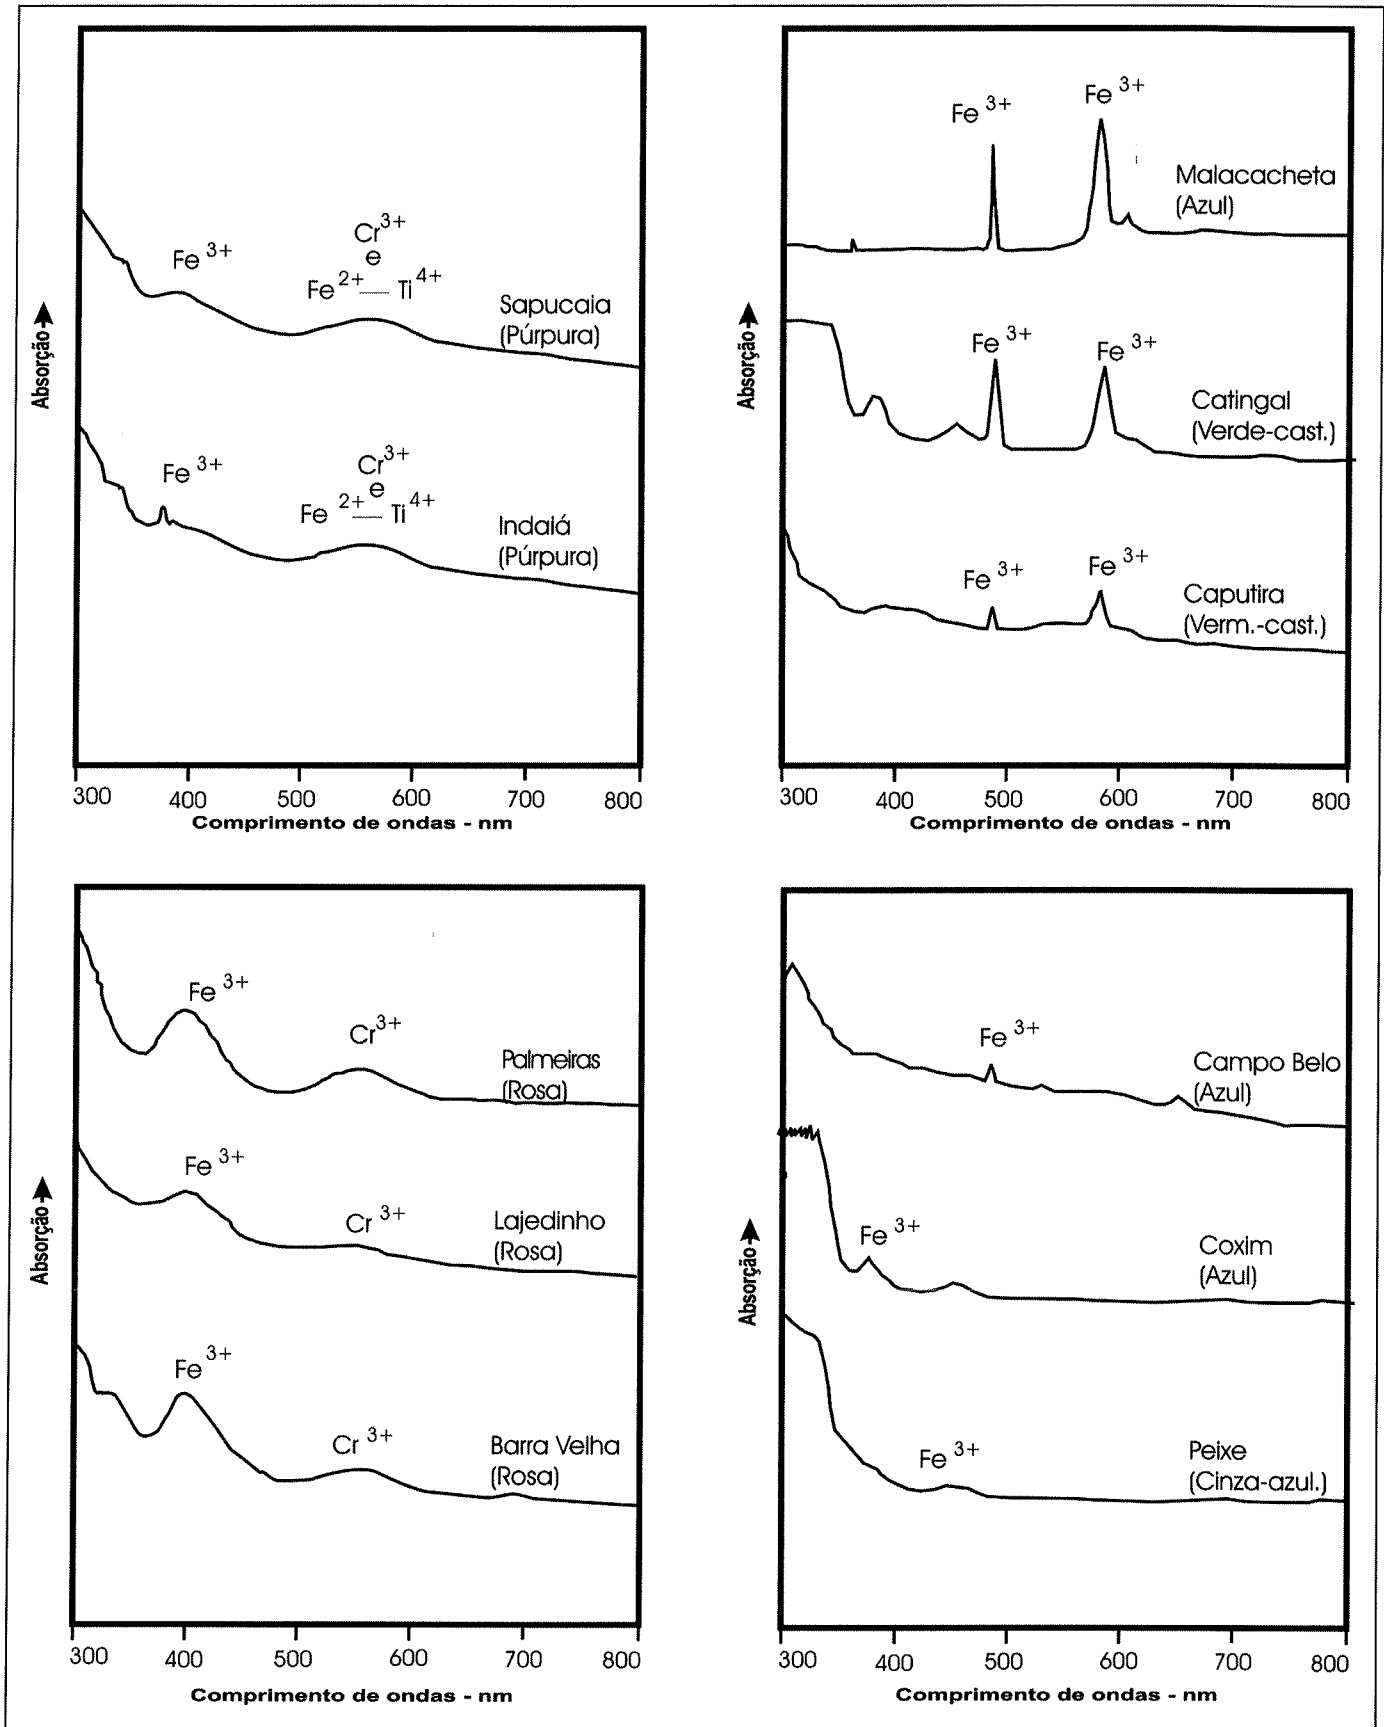 Absorção
Fe 3+
Cr3+
e
Fe 2+ — Ti 4+
Sapucaia
(Púrpura)
Fe 3+
Cr3+
e
Fe 2+ — Ti 4+
Indaiá
(Púrpura)
300 400 500 600 700 800
Comprimento de ondas - nm
Absorção
Fe 3+
Fe 3+
Malacacheta
(Azul)
Fe 3+
Fe 3+
Catingal
(Verde-cast.)
Fe 3+
Fe 3+
Caputira
(Verm.-cast.)
300 400 500 600 700 800
Comprimento de ondas - nm
Absorção
Fe 3+
Cr3+
Palmeiras
(Rosa)
Fe 3+
Cr 3+
Lajedinho
(Rosa)
Fe 3+
Cr 3+
Barra Velha
(Rosa)
300 400 500 600 700 800
Comprimento de ondas - nm
Absorção
Fe 3+
Campo Belo
(Azul)
Fe 3+
Coxim
(Azul)
Fe 3+
Peixe
(Cinza-azul.)
300 400 500 600 700 800
Comprimento de ondas - nm